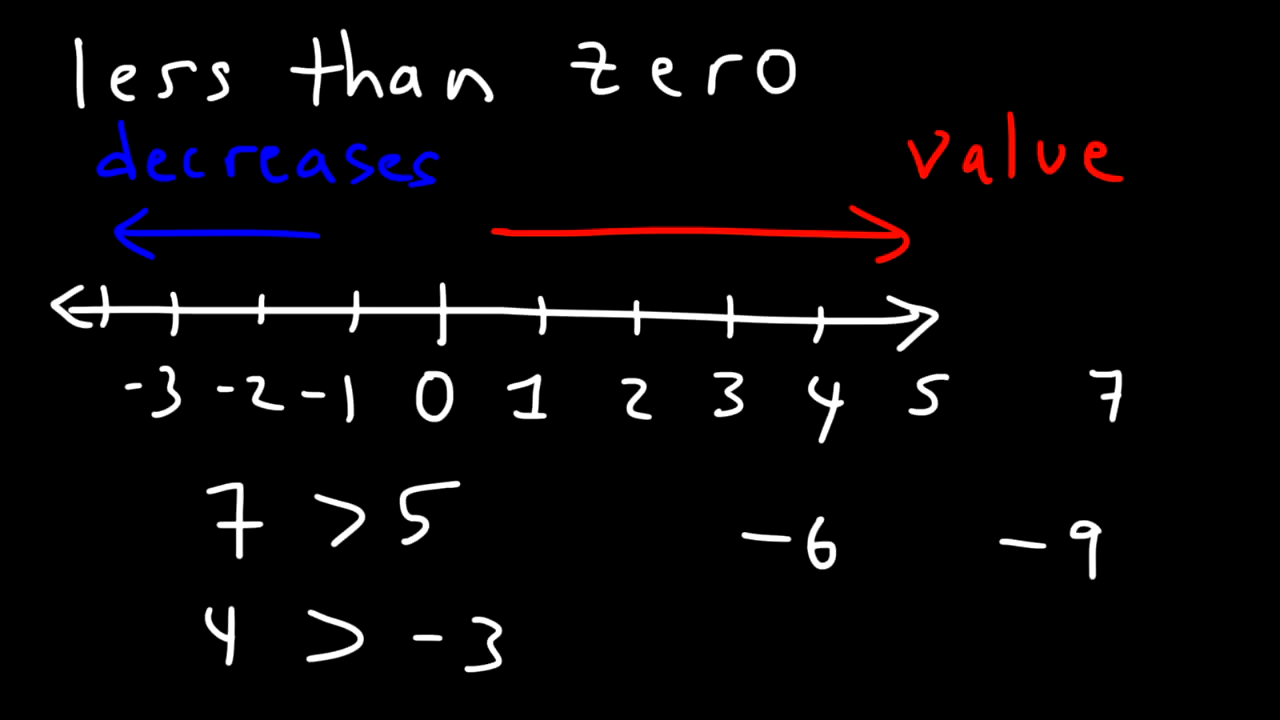 less than zero
decreases value
-3 -2 -1 0 1 2 3 4 5 7
7 > 5
-6 -9
4 > -3